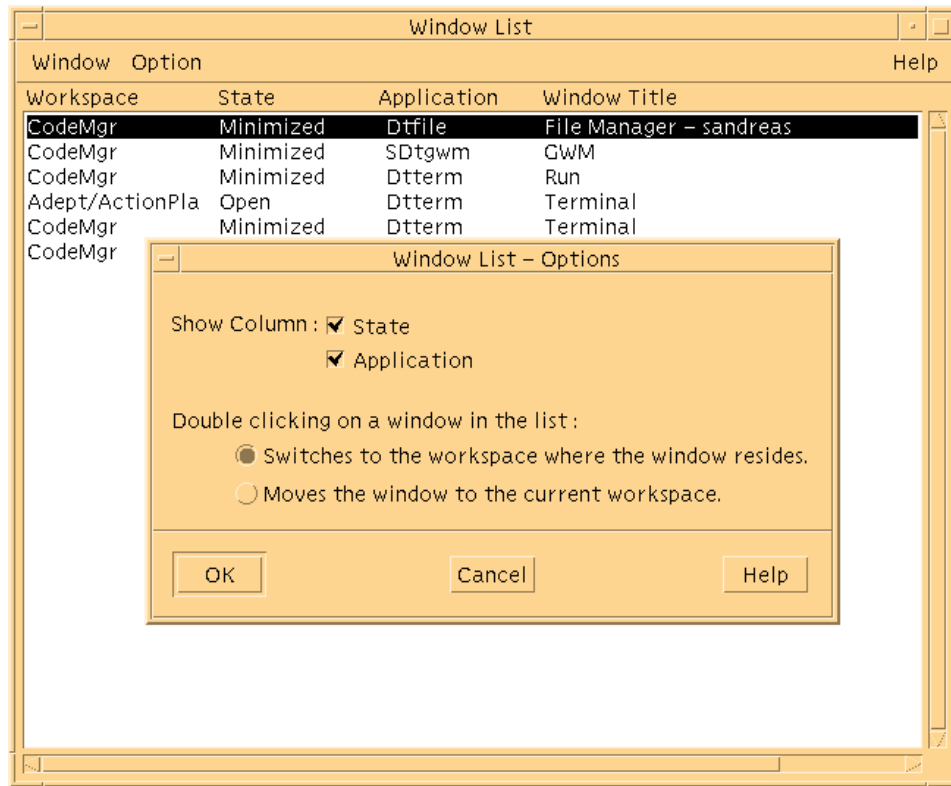 Window List
Window Option Help
Workspace State Application Window Title
CodeMgr Minimized Dtfile File Manager – sandreas
CodeMgr Minimized SDtgwm GWM
CodeMgr Minimized Dtterm Run
Adept/ActionPla Open Dtterm Terminal
CodeMgr Minimized Dtterm Terminal
CodeMgr
Window List – Options
Show Column : State
Application
Double clicking on a window in the list :
Switches to the workspace where the window resides.
Moves the window to the current workspace.
OK Cancel Help